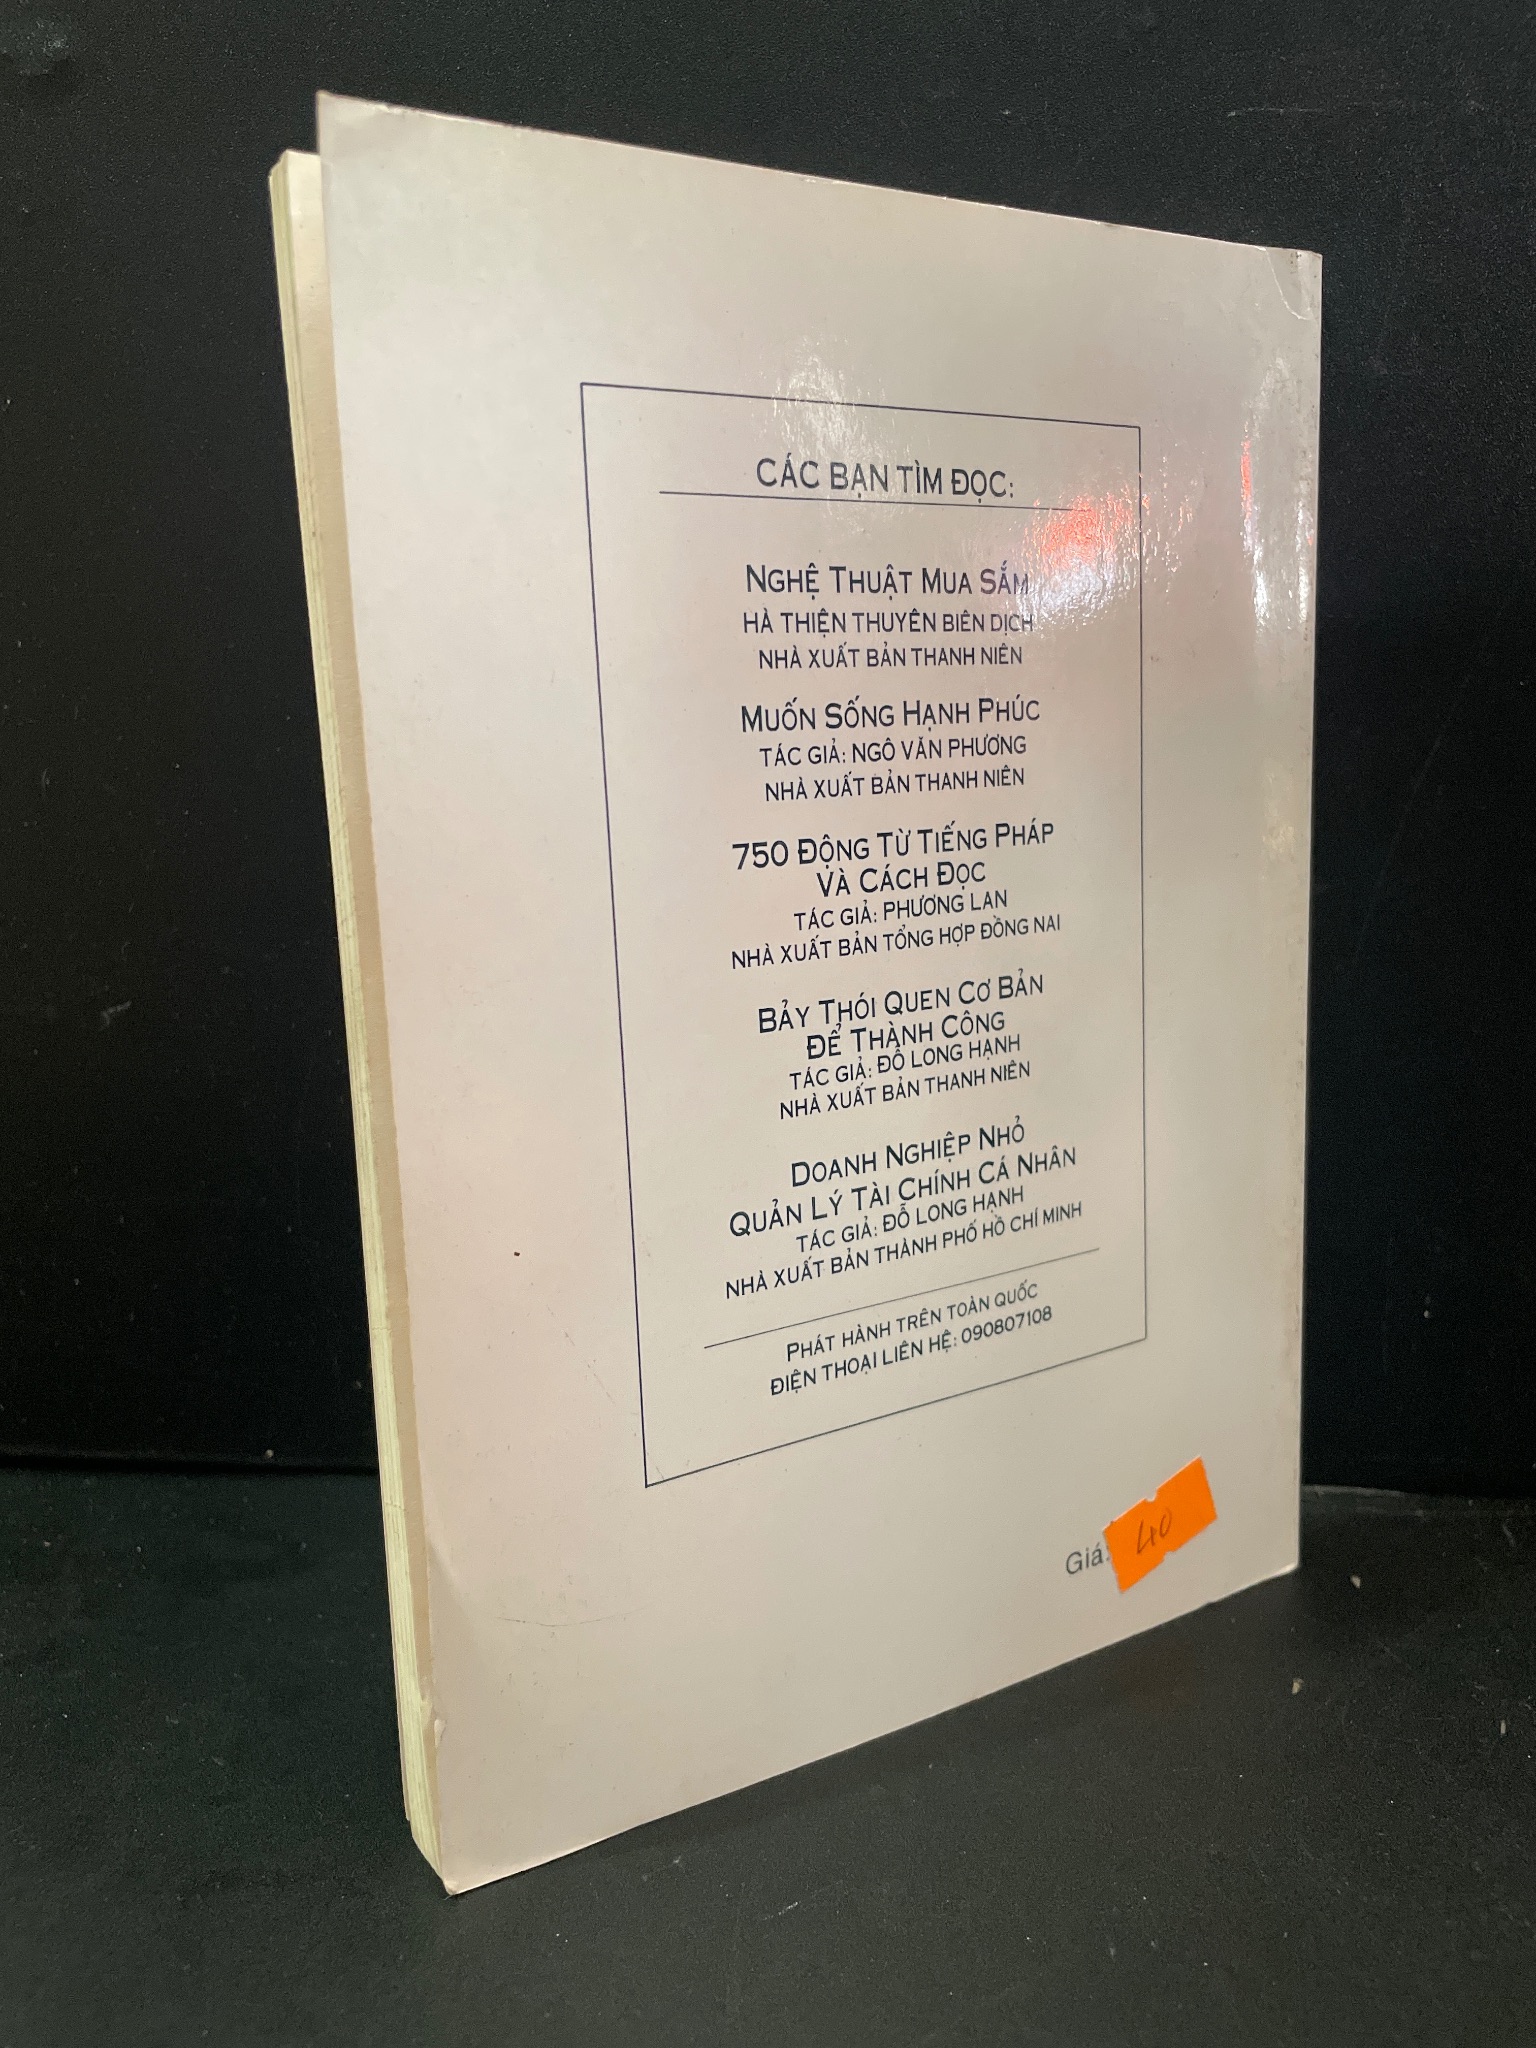 CÁC BẠN TÌM ĐỌC:
NGHỆ THUẬT MUA SẮM
HÀ THIỆN THUYÊN BIÊN DỊCH
NHÀ XUẤT BẢN THANH NIÊN
MUỐN SỐNG HẠNH PHÚC
TÁC GIẢ: NGÔ VĂN PHƯƠNG
NHÀ XUẤT BẢN THANH NIÊN
750 ĐỘNG TỪ TIẾNG PHÁP
VÀ CÁCH ĐỌC
TÁC GIẢ: PHƯƠNG LAN
NHÀ XUẤT BẢN TỔNG HỢP ĐỒNG NAI
BẢY THÓI QUEN CƠ BẢN
ĐỂ THÀNH CÔNG
TÁC GIẢ: ĐỖ LONG HẠNH
NHÀ XUẤT BẢN THANH NIÊN
DOANH NGHIỆP NHỎ
QUẢN LÝ TÀI CHÍNH CÁ NHÂN
TÁC GIẢ: ĐỖ LONG HẠNH
NHÀ XUẤT BẢN THÀNH PHỐ HỒ CHÍ MINH
PHÁT HÀNH TRÊN TOÀN QUỐC
ĐIỆN THOẠI LIÊN HỆ: 090807108
Giá: 40